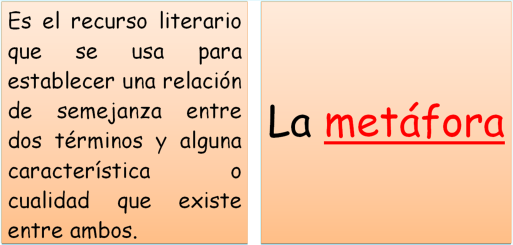 Es el recurso literario
que se usa para
establecer una relación
de semejanza entre
dos términos y alguna
característica o
cualidad que existe
entre ambos.
La metáfora